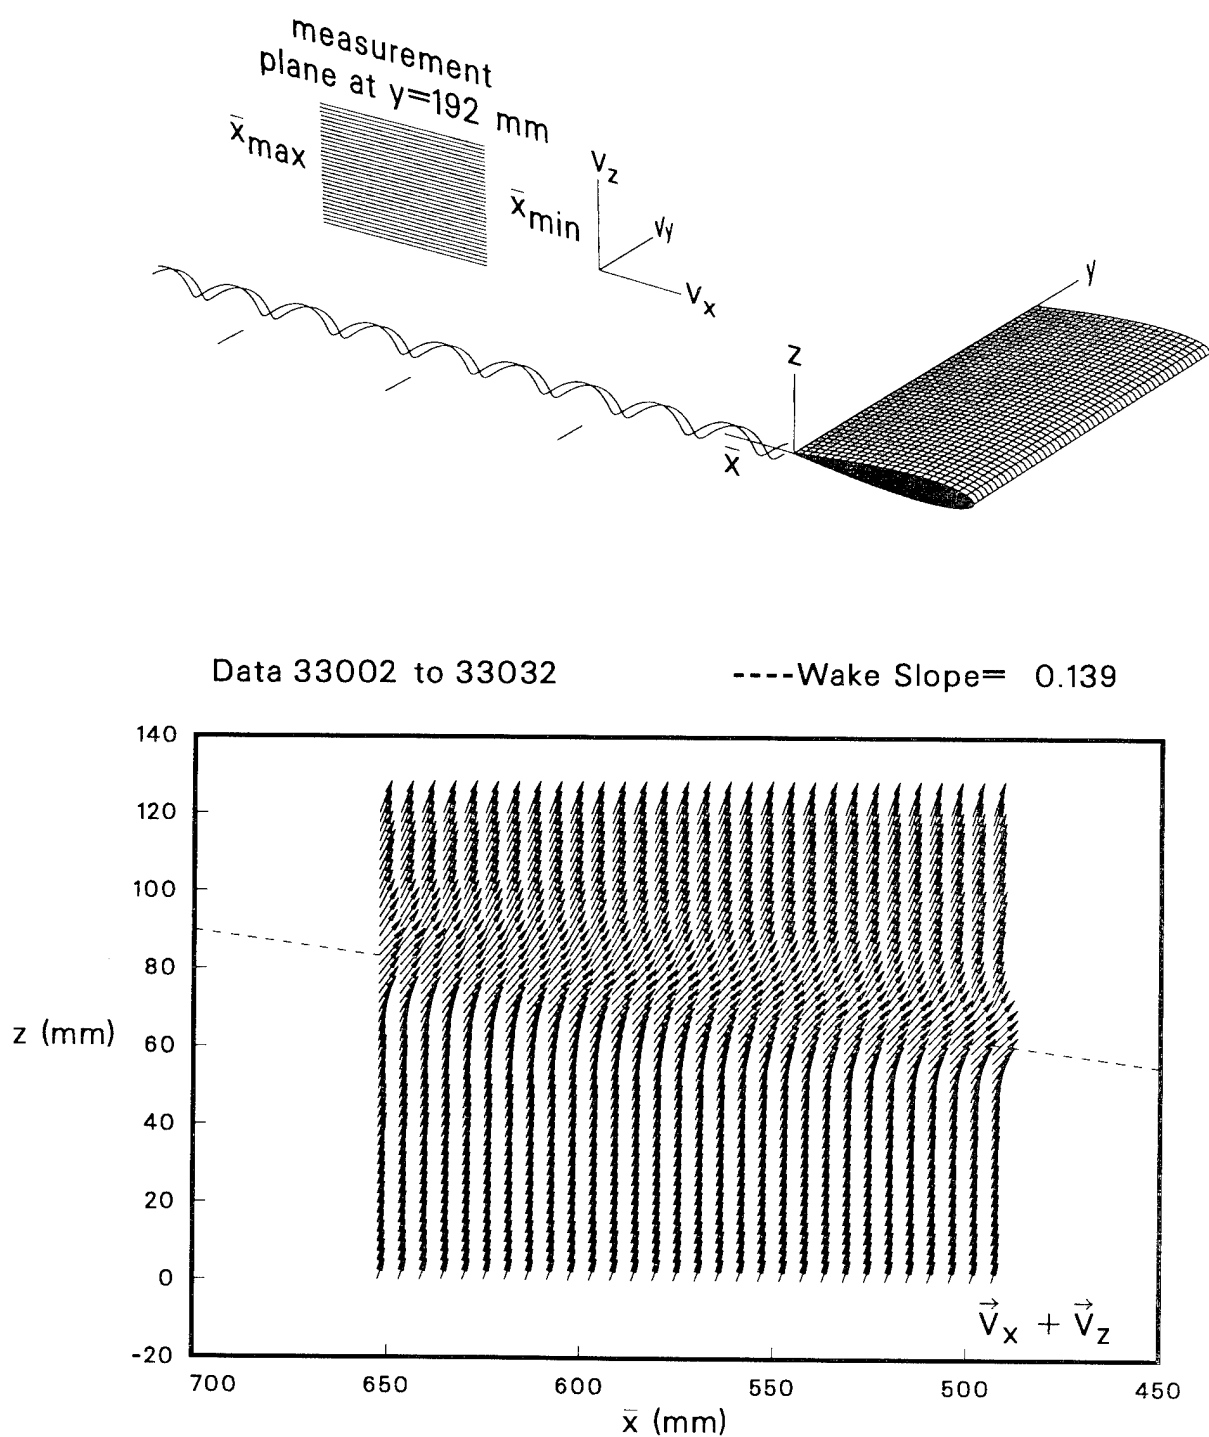 measurement
plane at y=192 mm
x̄max
x̄min
Vz
Vy
Vx
y
z
x̄
Data 33002 to 33032
----Wake Slope= 0.139
140
120
100
80
z (mm)
60
40
20
0
-20
V⃗x + V⃗z
700 650 600 550 500 450
x̄ (mm)